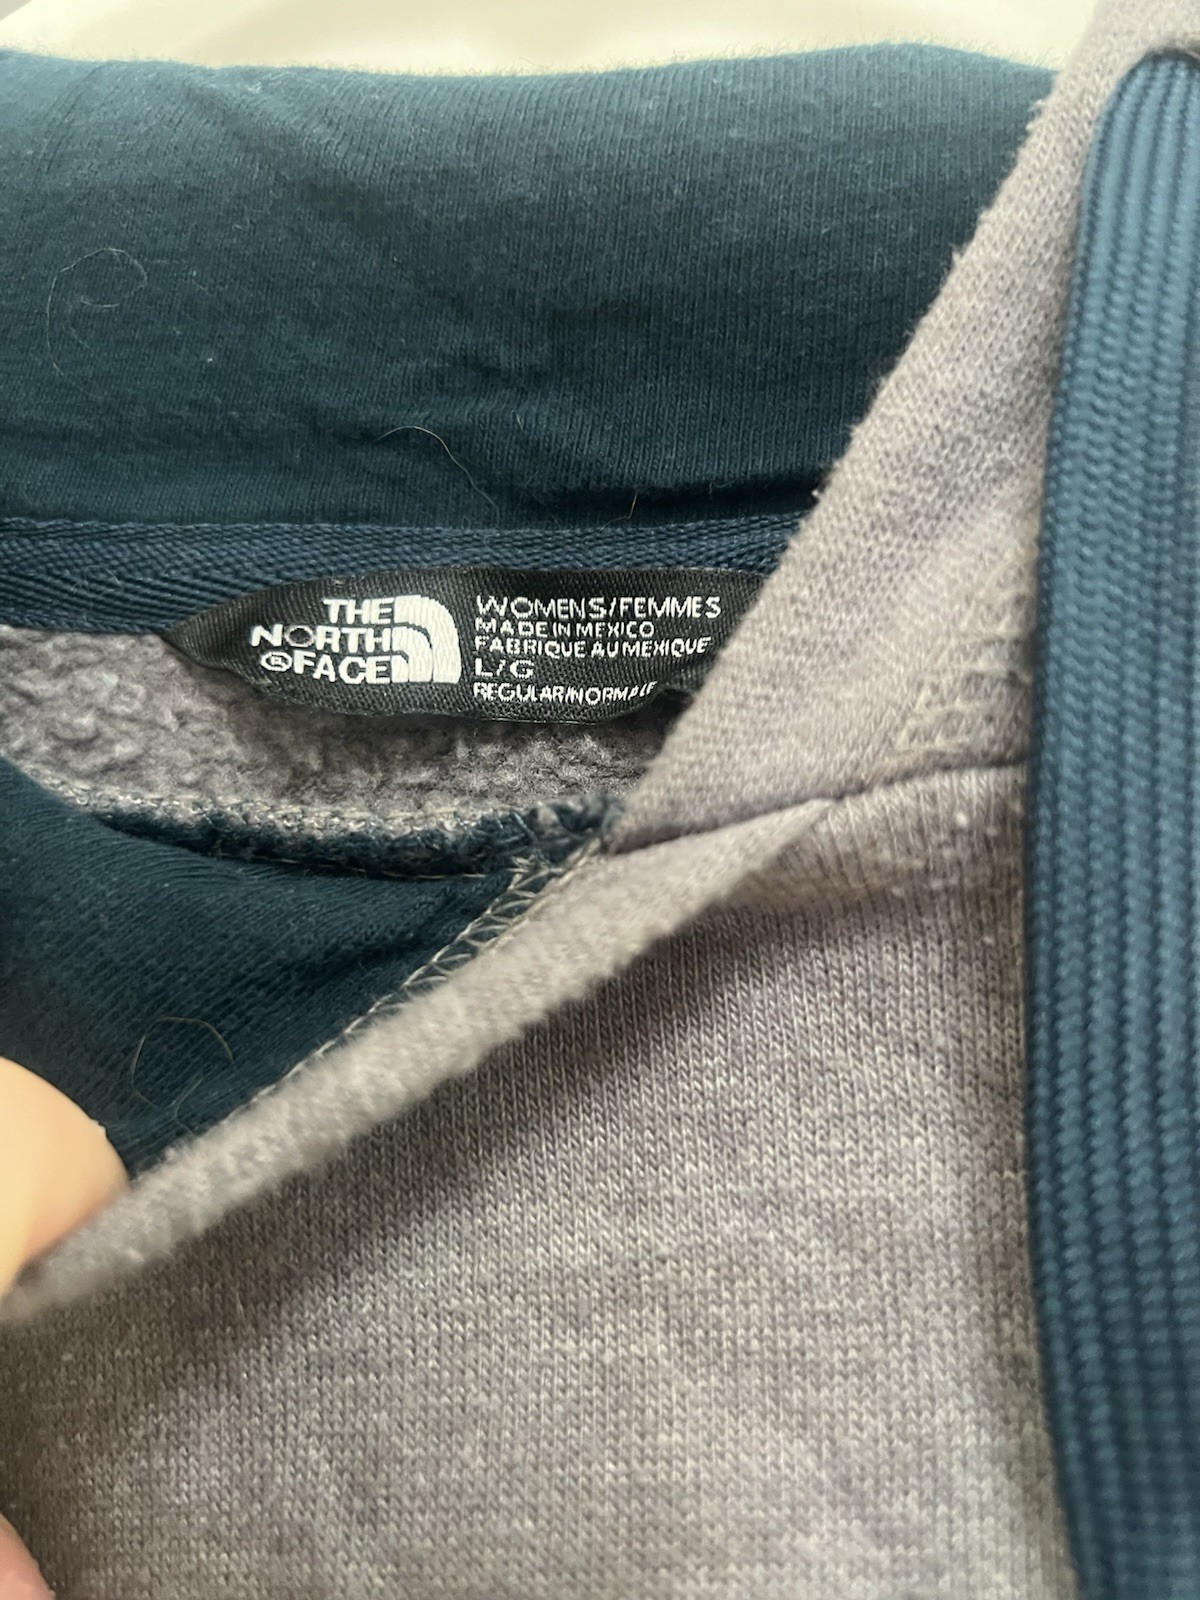 THE
NORTH
®FACE
WOMENS/FEMMES
MADE IN MEXICO
FABRIQUE AU MEXIQUE
L/G
REGULAR/NORMALE